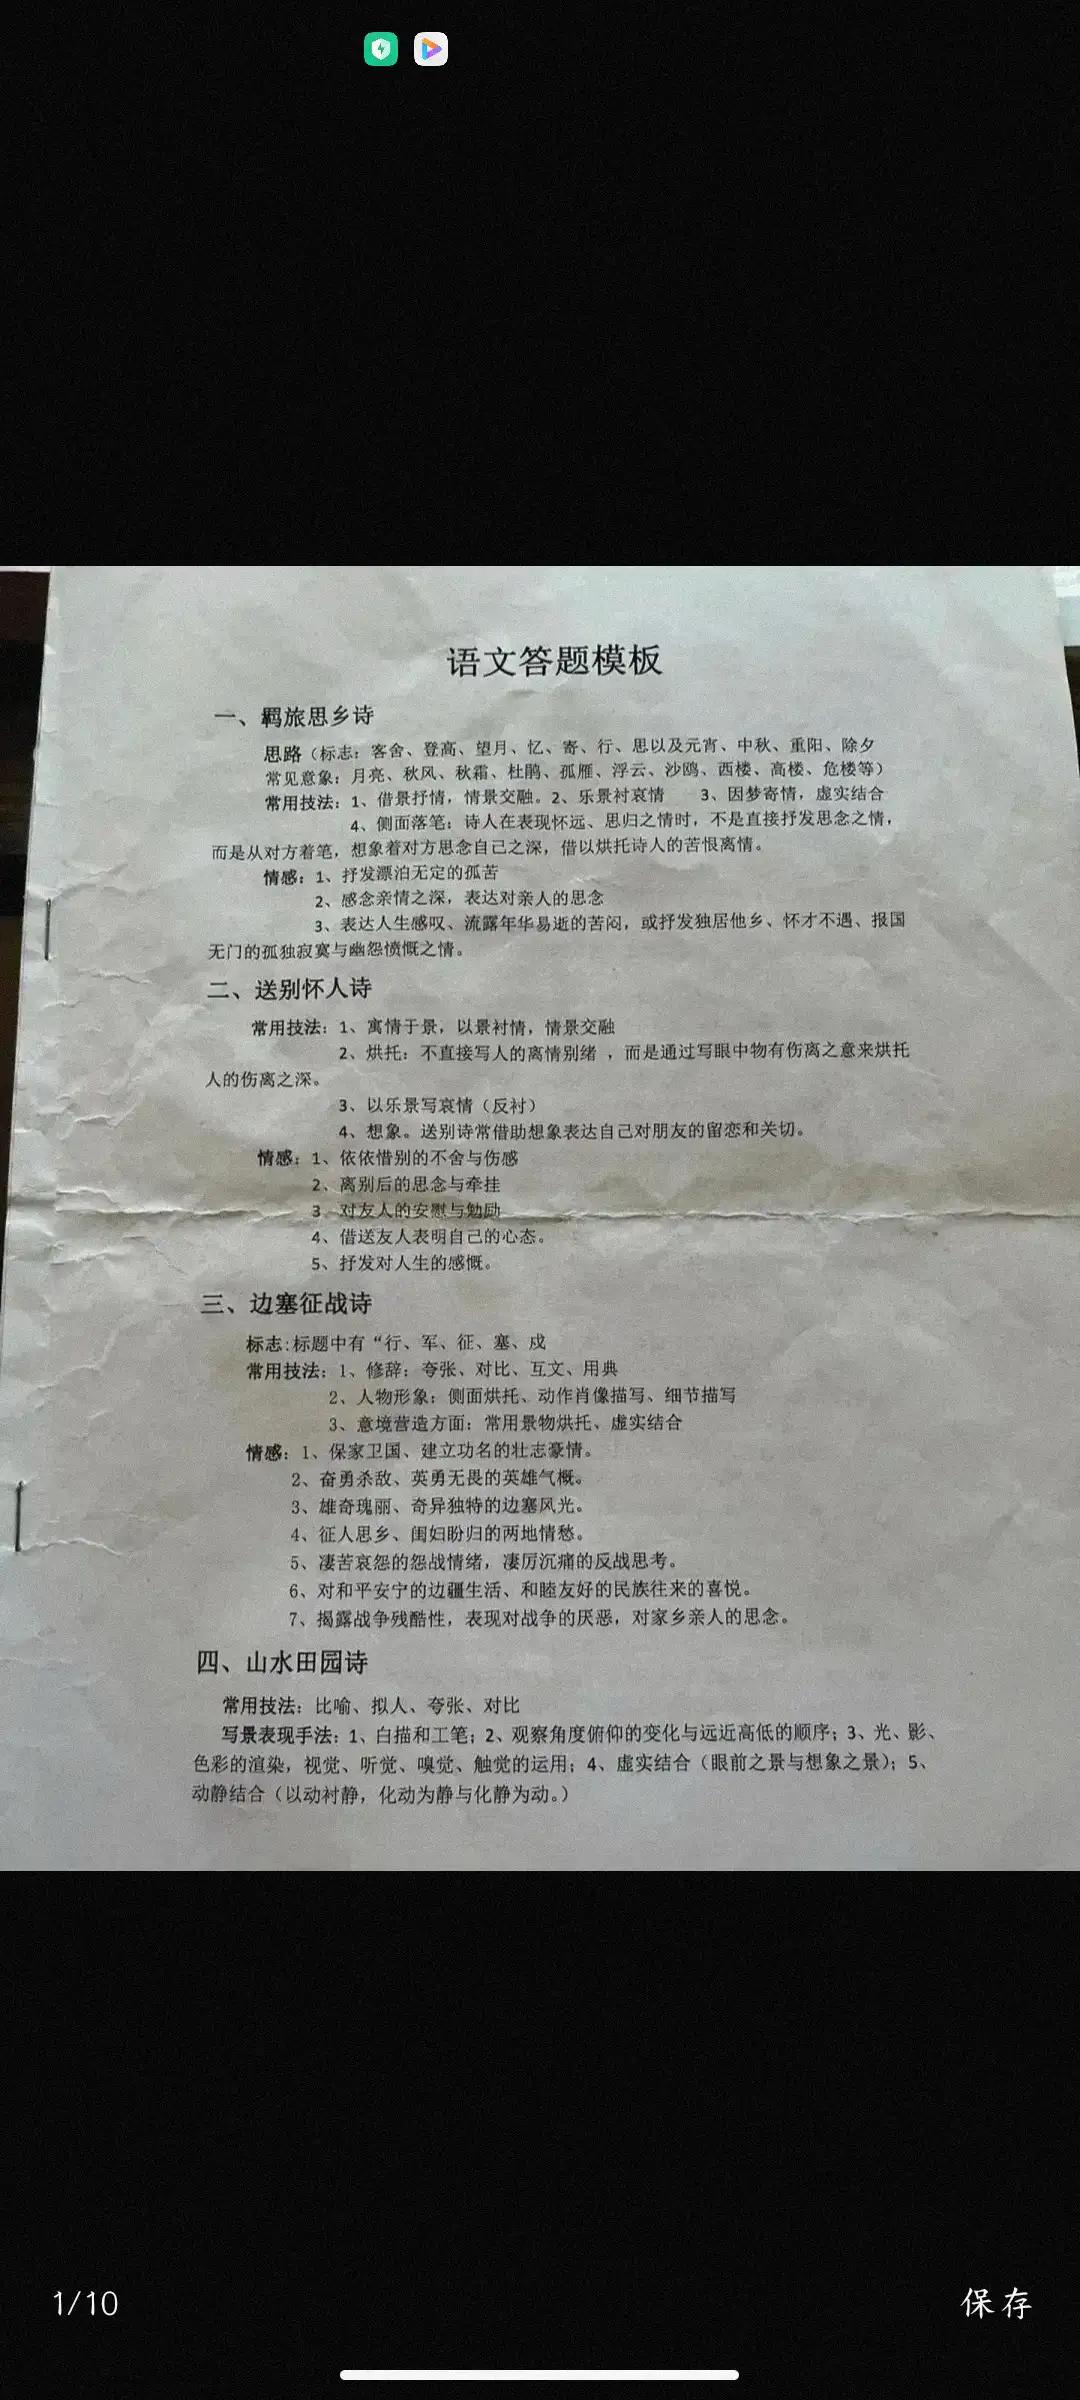 语文答题模板
一、羁旅思乡诗
思路（标志：客舍、登高、望月、忆、寄、行、思以及元宵、中秋、重阳、除夕
常见意象：月亮、秋风、秋霜、杜鹃、孤雁、浮云、沙鸥、西楼、高楼、危楼等）
常用技法：1、借景抒情，情景交融。2、乐景衬哀情 3、因梦寄情，虚实结合
4、侧面落笔：诗人在表现怀远、思归之情时，不是直接抒发思念之情，
而是从对方着笔，想象着对方思念自己之深，借以烘托诗人的苦恨离情。
情感：1、抒发漂泊无定的孤苦
2、感念亲情之深，表达对亲人的思念
3、表达人生感叹、流露年华易逝的苦闷，或抒发独居他乡、怀才不遇、报国
无门的孤独寂寞与幽怨愤慨之情。
二、送别怀人诗
常用技法：1、寓情于景，以景衬情，情景交融
2、烘托：不直接写人的离情别绪 ，而是通过写眼中物有伤离之意来烘托
人的伤离之深。
3、以乐景写哀情（反衬）
4、想象。送别诗常借助想象表达自己对朋友的留恋和关切。
情感：1、依依惜别的不舍与伤感
2、离别后的思念与牵挂
3、对友人的安慰与勉励
4、借送友人表明自己的心态。
5、抒发对人生的感慨。
三、边塞征战诗
标志:标题中有“行、军、征、塞、戍
常用技法：1、修辞：夸张、对比、互文、用典
2、人物形象：侧面烘托、动作肖像描写、细节描写
3、意境营造方面：常用景物烘托、虚实结合
情感：1、保家卫国、建立功名的壮志豪情。
2、奋勇杀敌、英勇无畏的英雄气概。
3、雄奇瑰丽、奇异独特的边塞风光。
4、征人思乡、闺妇盼归的两地情愁。
5、凄苦哀怨的怨战情绪，凄厉沉痛的反战思考。
6、对和平安宁的边疆生活、和睦友好的民族往来的喜悦。
7、揭露战争残酷性，表现对战争的厌恶，对家乡亲人的思念。
四、山水田园诗
常用技法：比喻、拟人、夸张、对比
写景表现手法：1、白描和工笔；2、观察角度俯仰的变化与远近高低的顺序；3、光、影、
色彩的渲染，视觉、听觉、嗅觉、触觉的运用；4、虚实结合（眼前之景与想象之景）；5、
动静结合（以动衬静，化动为静与化静为动。）
1/10
保存